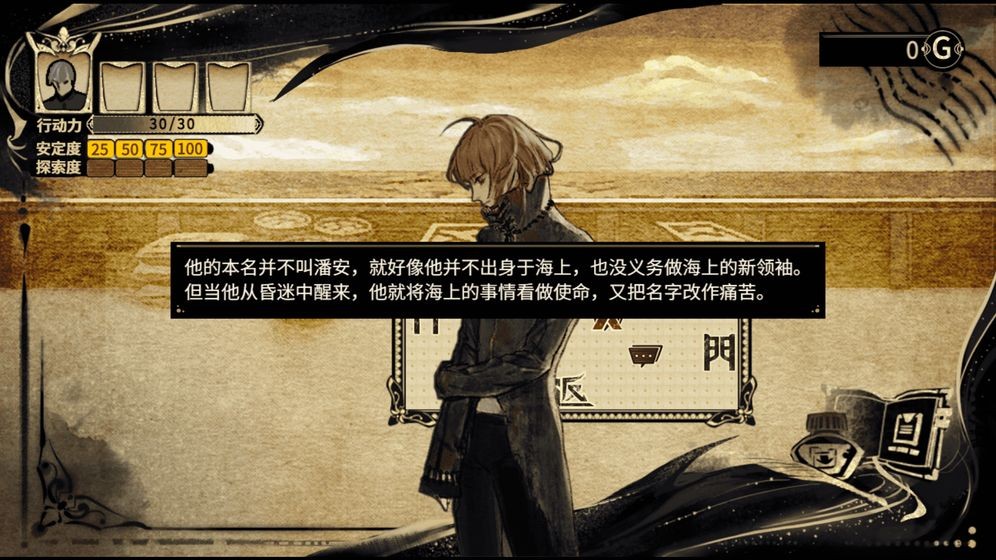 0 G
行动力 30/30
安定度 25 50 75 100
探索度
他的本名并不叫潘安，就好像他并不出身于海上，也没义务做海上的新领袖。
但当他从昏迷中醒来，他就将海上的事情看做使命，又把名字改作痛苦。
門